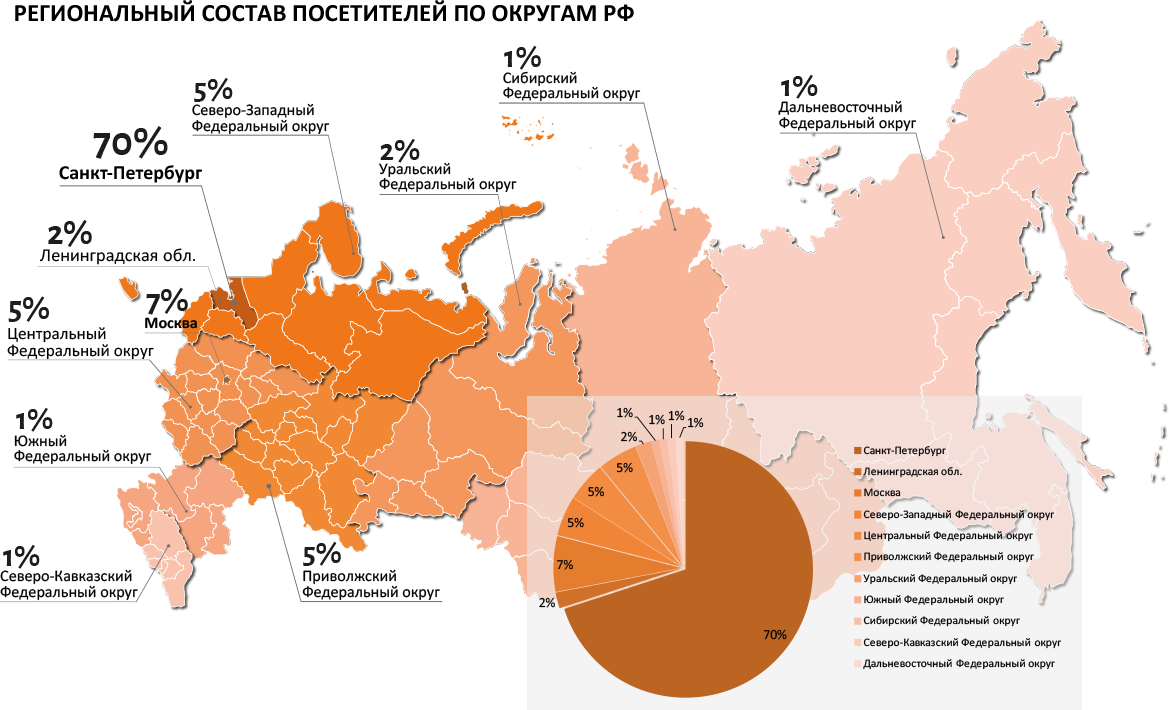 РЕГИОНАЛЬНЫЙ СОСТАВ ПОСЕТИТЕЛЕЙ ПО ОКРУГАМ РФ
1%
Сибирский
Федеральный округ
1%
Дальневосточный
Федеральный округ
5%
Северо-Западный
Федеральный округ
70%
Санкт-Петербург
2%
Уральский
Федеральный округ
2%
Ленинградская обл.
7%
Москва
5%
Центральный
Федеральный округ
1%
Южный
Федеральный округ
1%
Северо-Кавказский
Федеральный округ
5%
Приволжский
Федеральный округ
1%
1%
1%
1%
2%
5%
5%
5%
7%
2%
70%
Санкт-Петербург
Ленинградская обл.
Москва
Северо-Западный Федеральный округ
Центральный Федеральный округ
Приволжский Федеральный округ
Уральский Федеральный округ
Южный Федеральный округ
Сибирский Федеральный округ
Северо-Кавказский Федеральный округ
Дальневосточный Федеральный округ